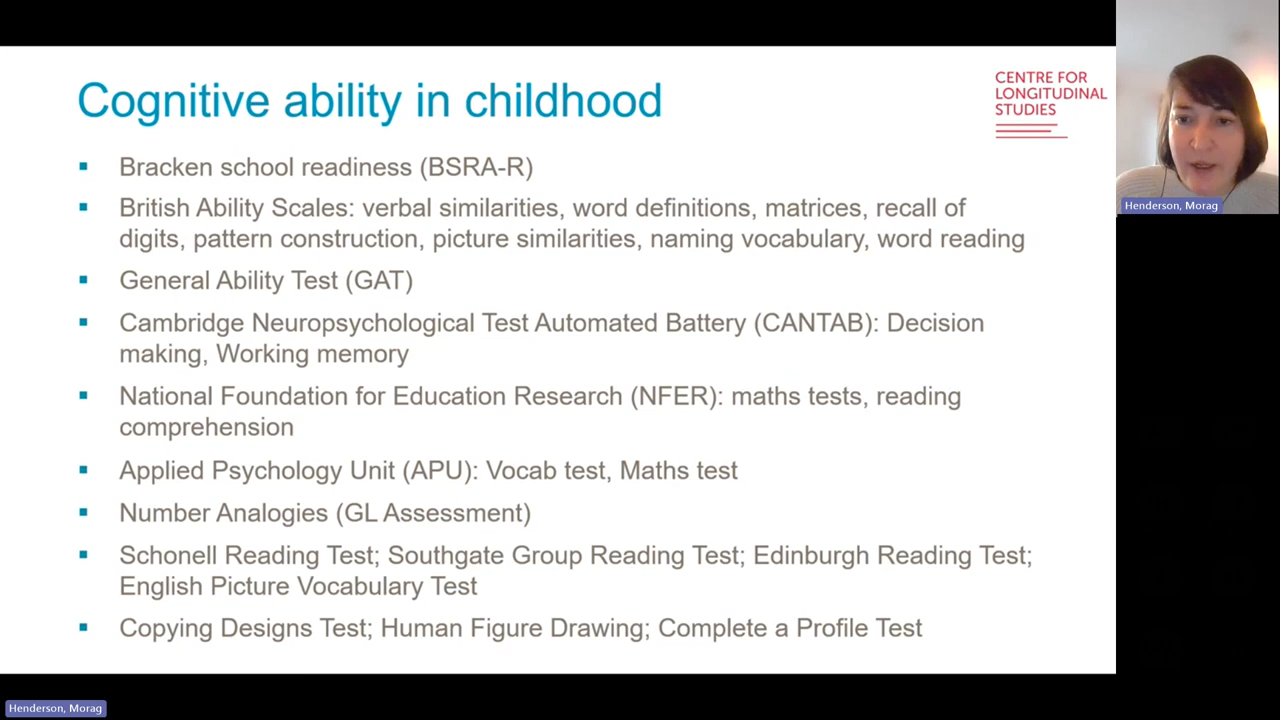 Cognitive ability in childhood
CENTRE FOR
LONGITUDINAL
STUDIES
Henderson, Morag
▪ Bracken school readiness (BSRA-R)
▪ British Ability Scales: verbal similarities, word definitions, matrices, recall of
digits, pattern construction, picture similarities, naming vocabulary, word reading
▪ General Ability Test (GAT)
▪ Cambridge Neuropsychological Test Automated Battery (CANTAB): Decision
making, Working memory
▪ National Foundation for Education Research (NFER): maths tests, reading
comprehension
▪ Applied Psychology Unit (APU): Vocab test, Maths test
▪ Number Analogies (GL Assessment)
▪ Schonell Reading Test; Southgate Group Reading Test; Edinburgh Reading Test;
English Picture Vocabulary Test
▪ Copying Designs Test; Human Figure Drawing; Complete a Profile Test
Henderson, Morag